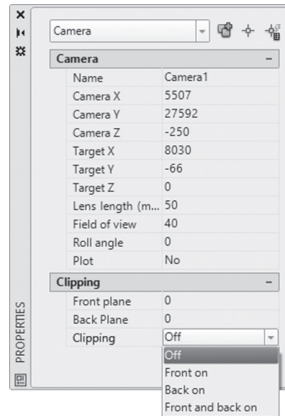 Camera
Camera
Name Camera1
Camera X 5507
Camera Y 27592
Camera Z -250
Target X 8030
Target Y -66
Target Z 0
Lens length (m... 50
Field of view 40
Roll angle 0
Plot No
Clipping
Front plane 0
Back Plane 0
Clipping Off
Off
Front on
Back on
Front and back on
PROPERTIES